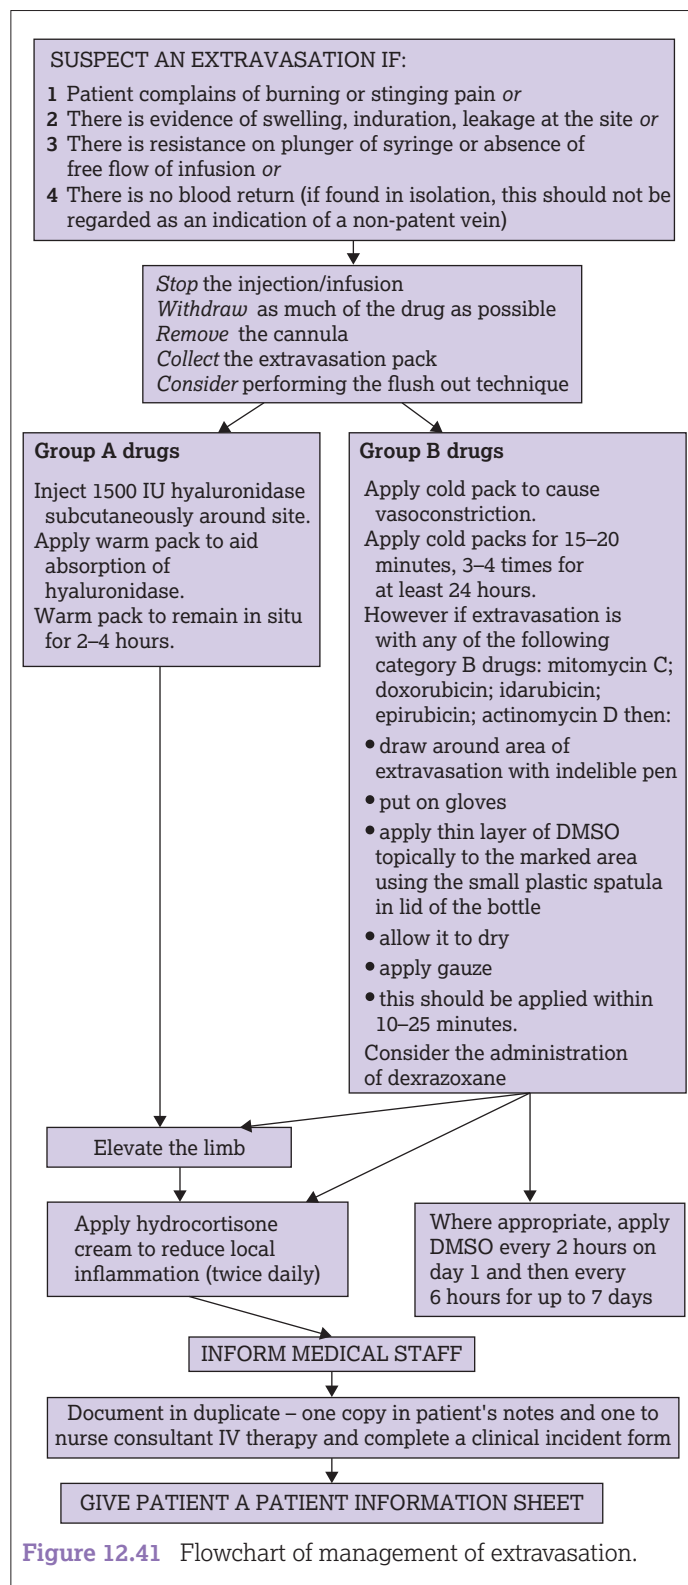 SUSPECT AN EXTRAVASATION IF:
1 Patient complains of burning or stinging pain or
2 There is evidence of swelling, induration, leakage at the site or
3 There is resistance on plunger of syringe or absence of
free flow of infusion or
4 There is no blood return (if found in isolation, this should not be
regarded as an indication of a non-patent vein)
Stop the injection/infusion
Withdraw as much of the drug as possible
Remove the cannula
Collect the extravasation pack
Consider performing the flush out technique
Group A drugs
Inject 1500 IU hyaluronidase
subcutaneously around site.
Apply warm pack to aid
absorption of
hyaluronidase.
Warm pack to remain in situ
for 2–4 hours.
Group B drugs
Apply cold pack to cause
vasoconstriction.
Apply cold packs for 15–20
minutes, 3–4 times for
at least 24 hours.
However if extravasation is
with any of the following
category B drugs: mitomycin C;
doxorubicin; idarubicin;
epirubicin; actinomycin D then:
• draw around area of
extravasation with indelible pen
• put on gloves
• apply thin layer of DMSO
topically to the marked area
using the small plastic spatula
in lid of the bottle
• allow it to dry
• apply gauze
• this should be applied within
10–25 minutes.
Consider the administration
of dexrazoxane
Elevate the limb
Apply hydrocortisone
cream to reduce local
inflammation (twice daily)
Where appropriate, apply
DMSO every 2 hours on
day 1 and then every
6 hours for up to 7 days
INFORM MEDICAL STAFF
Document in duplicate – one copy in patient's notes and one to
nurse consultant IV therapy and complete a clinical incident form
GIVE PATIENT A PATIENT INFORMATION SHEET
Figure 12.41 Flowchart of management of extravasation.